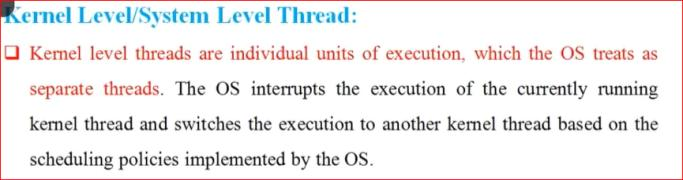 Kernel Level/System Level Thread:
❑ Kernel level threads are individual units of execution, which the OS treats as
separate threads. The OS interrupts the execution of the currently running
kernel thread and switches the execution to another kernel thread based on the
scheduling policies implemented by the OS.